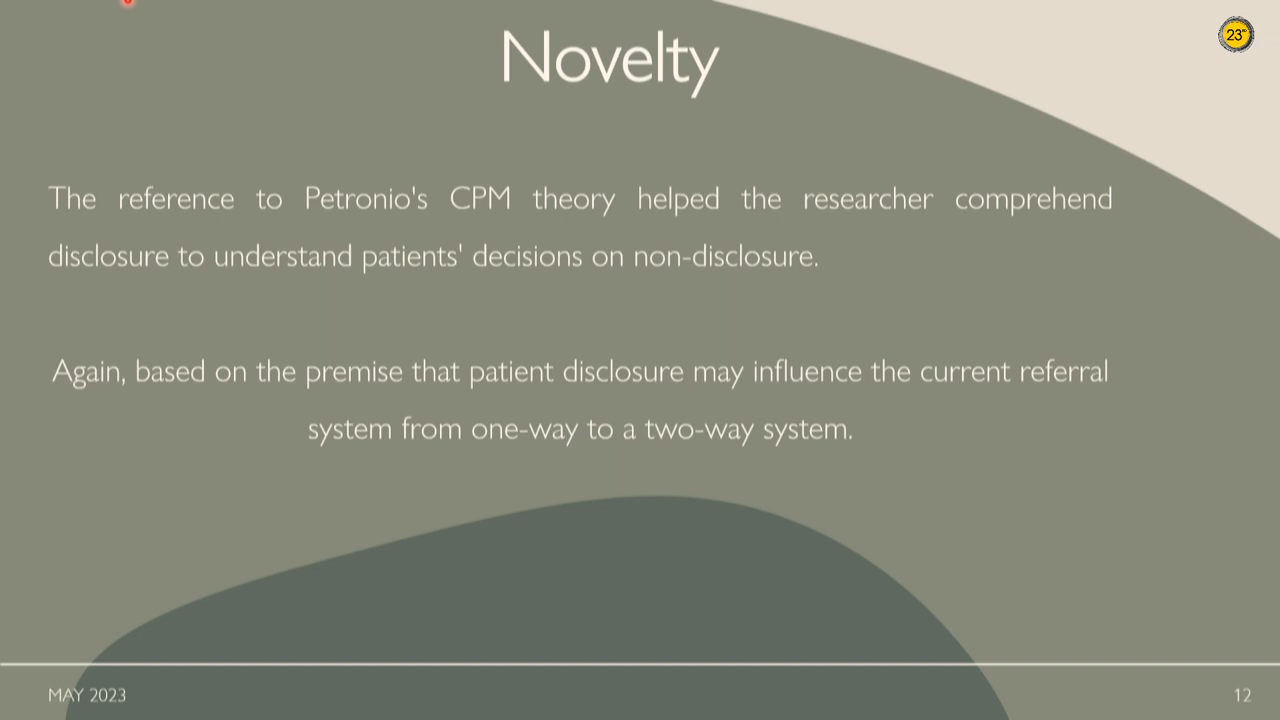 Novelty
23
The reference to Petronio's CPM theory helped the researcher comprehend
disclosure to understand patients' decisions on non-disclosure.
Again, based on the premise that patient disclosure may influence the current referral
system from one-way to a two-way system.
MAY 2023
12